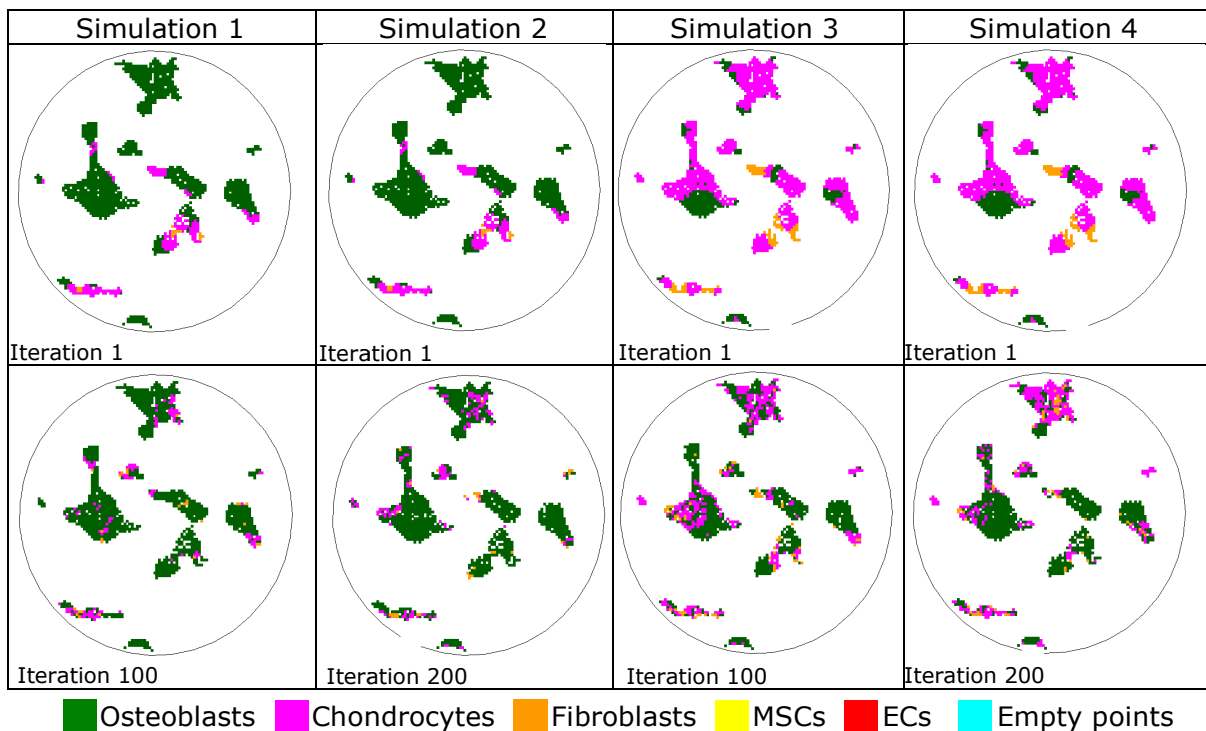 Simulation 1 Simulation 2 Simulation 3 Simulation 4
Iteration 1 Iteration 1 Iteration 1 Iteration 1
Iteration 100 Iteration 200 Iteration 100 Iteration 200
Osteoblasts Chondrocytes Fibroblasts MSCs ECs Empty points